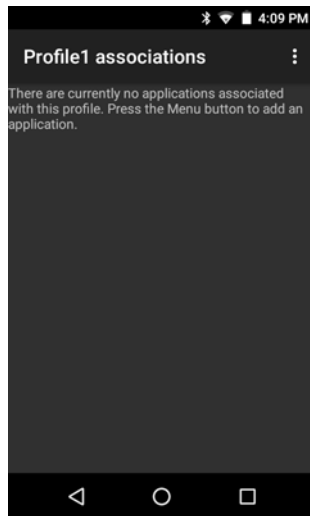 4:09 PM
Profile1 associations
There are currently no applications associated
with this profile. Press the Menu button to add an
application.